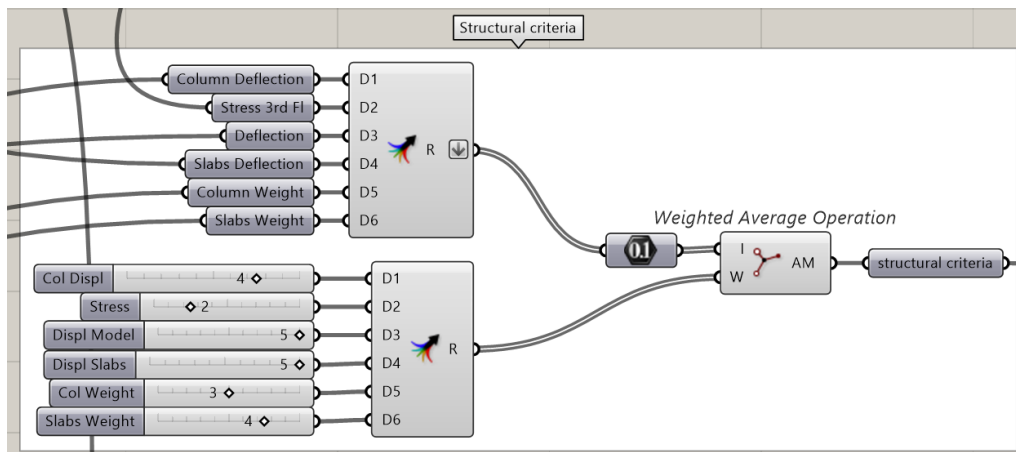 Structural criteria
Column Deflection
Stress 3rd Fl
Deflection
Slabs Deflection
Column Weight
Slabs Weight
D1
D2
D3
D4
D5
D6
R
Weighted Average Operation
0.1
I
W
AM
structural criteria
Col Displ 4
Stress 2
Displ Model 5
Displ Slabs 5
Col Weight 3
Slabs Weight 4
D1
D2
D3
D4
D5
D6
R